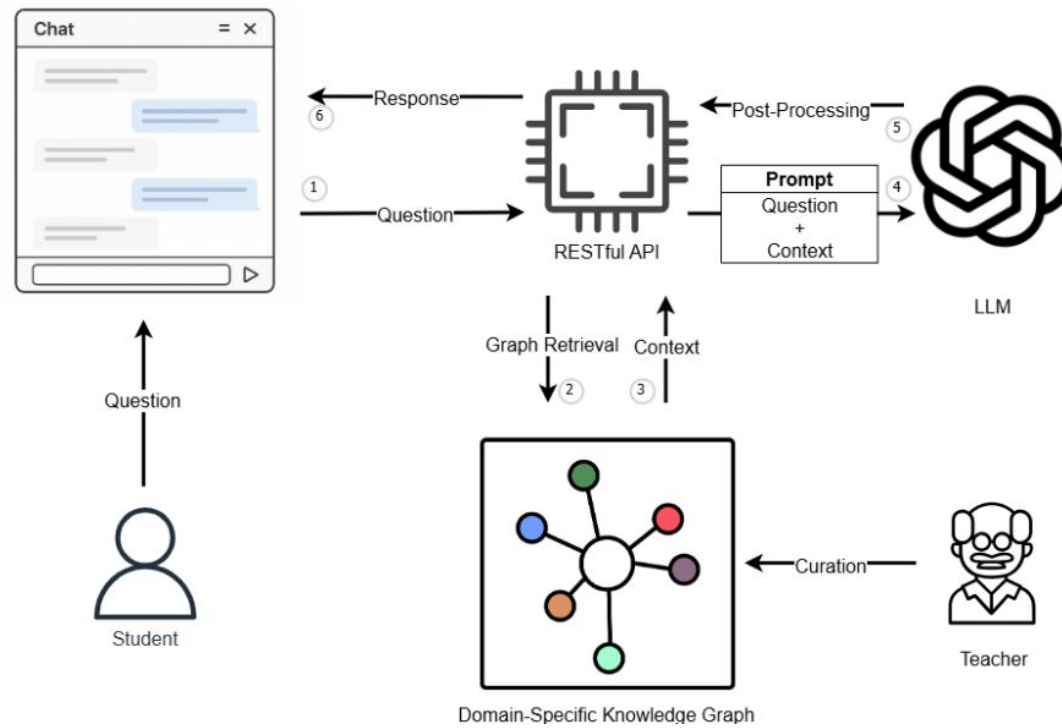 Chat
Response
6
Post-Processing
5
1
Question
Prompt
Question
+
Context
4
RESTful API
LLM
Graph Retrieval
Context
2
3
Question
Curation
Student
Teacher
Domain-Specific Knowledge Graph